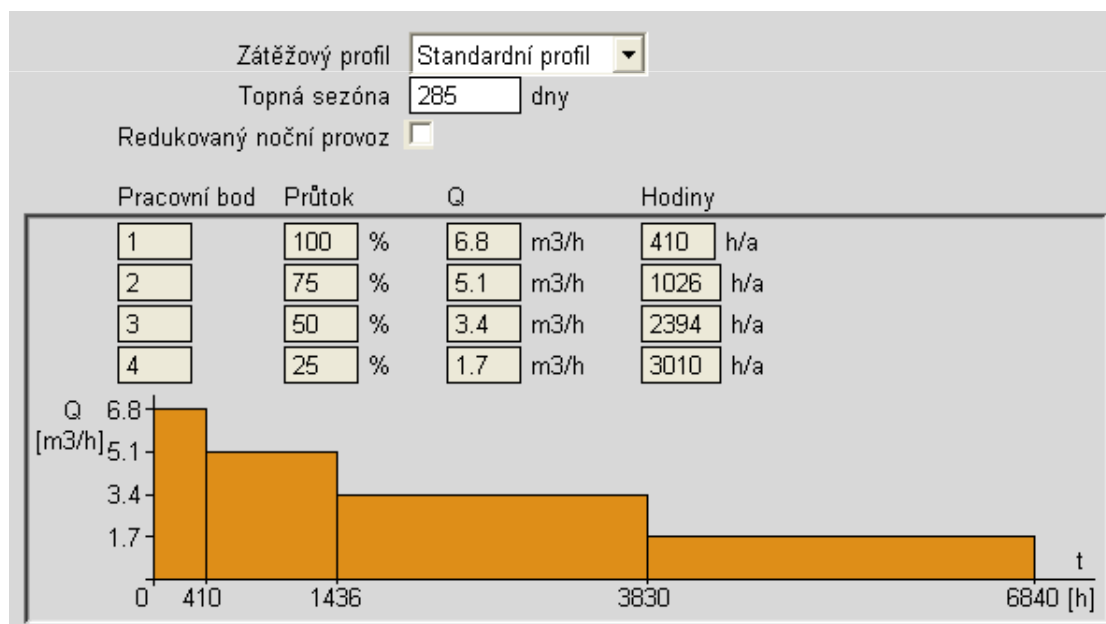 Zátěžový profil Standardní profil
Topná sezóna 285 dny
Redukovaný noční provoz
Pracovní bod Průtok Q Hodiny
1 100 % 6.8 m3/h 410 h/a
2 75 % 5.1 m3/h 1026 h/a
3 50 % 3.4 m3/h 2394 h/a
4 25 % 1.7 m3/h 3010 h/a
Q 6.8
[m3/h] 5.1
3.4
1.7
t
0 410 1436 3830 6840 [h]